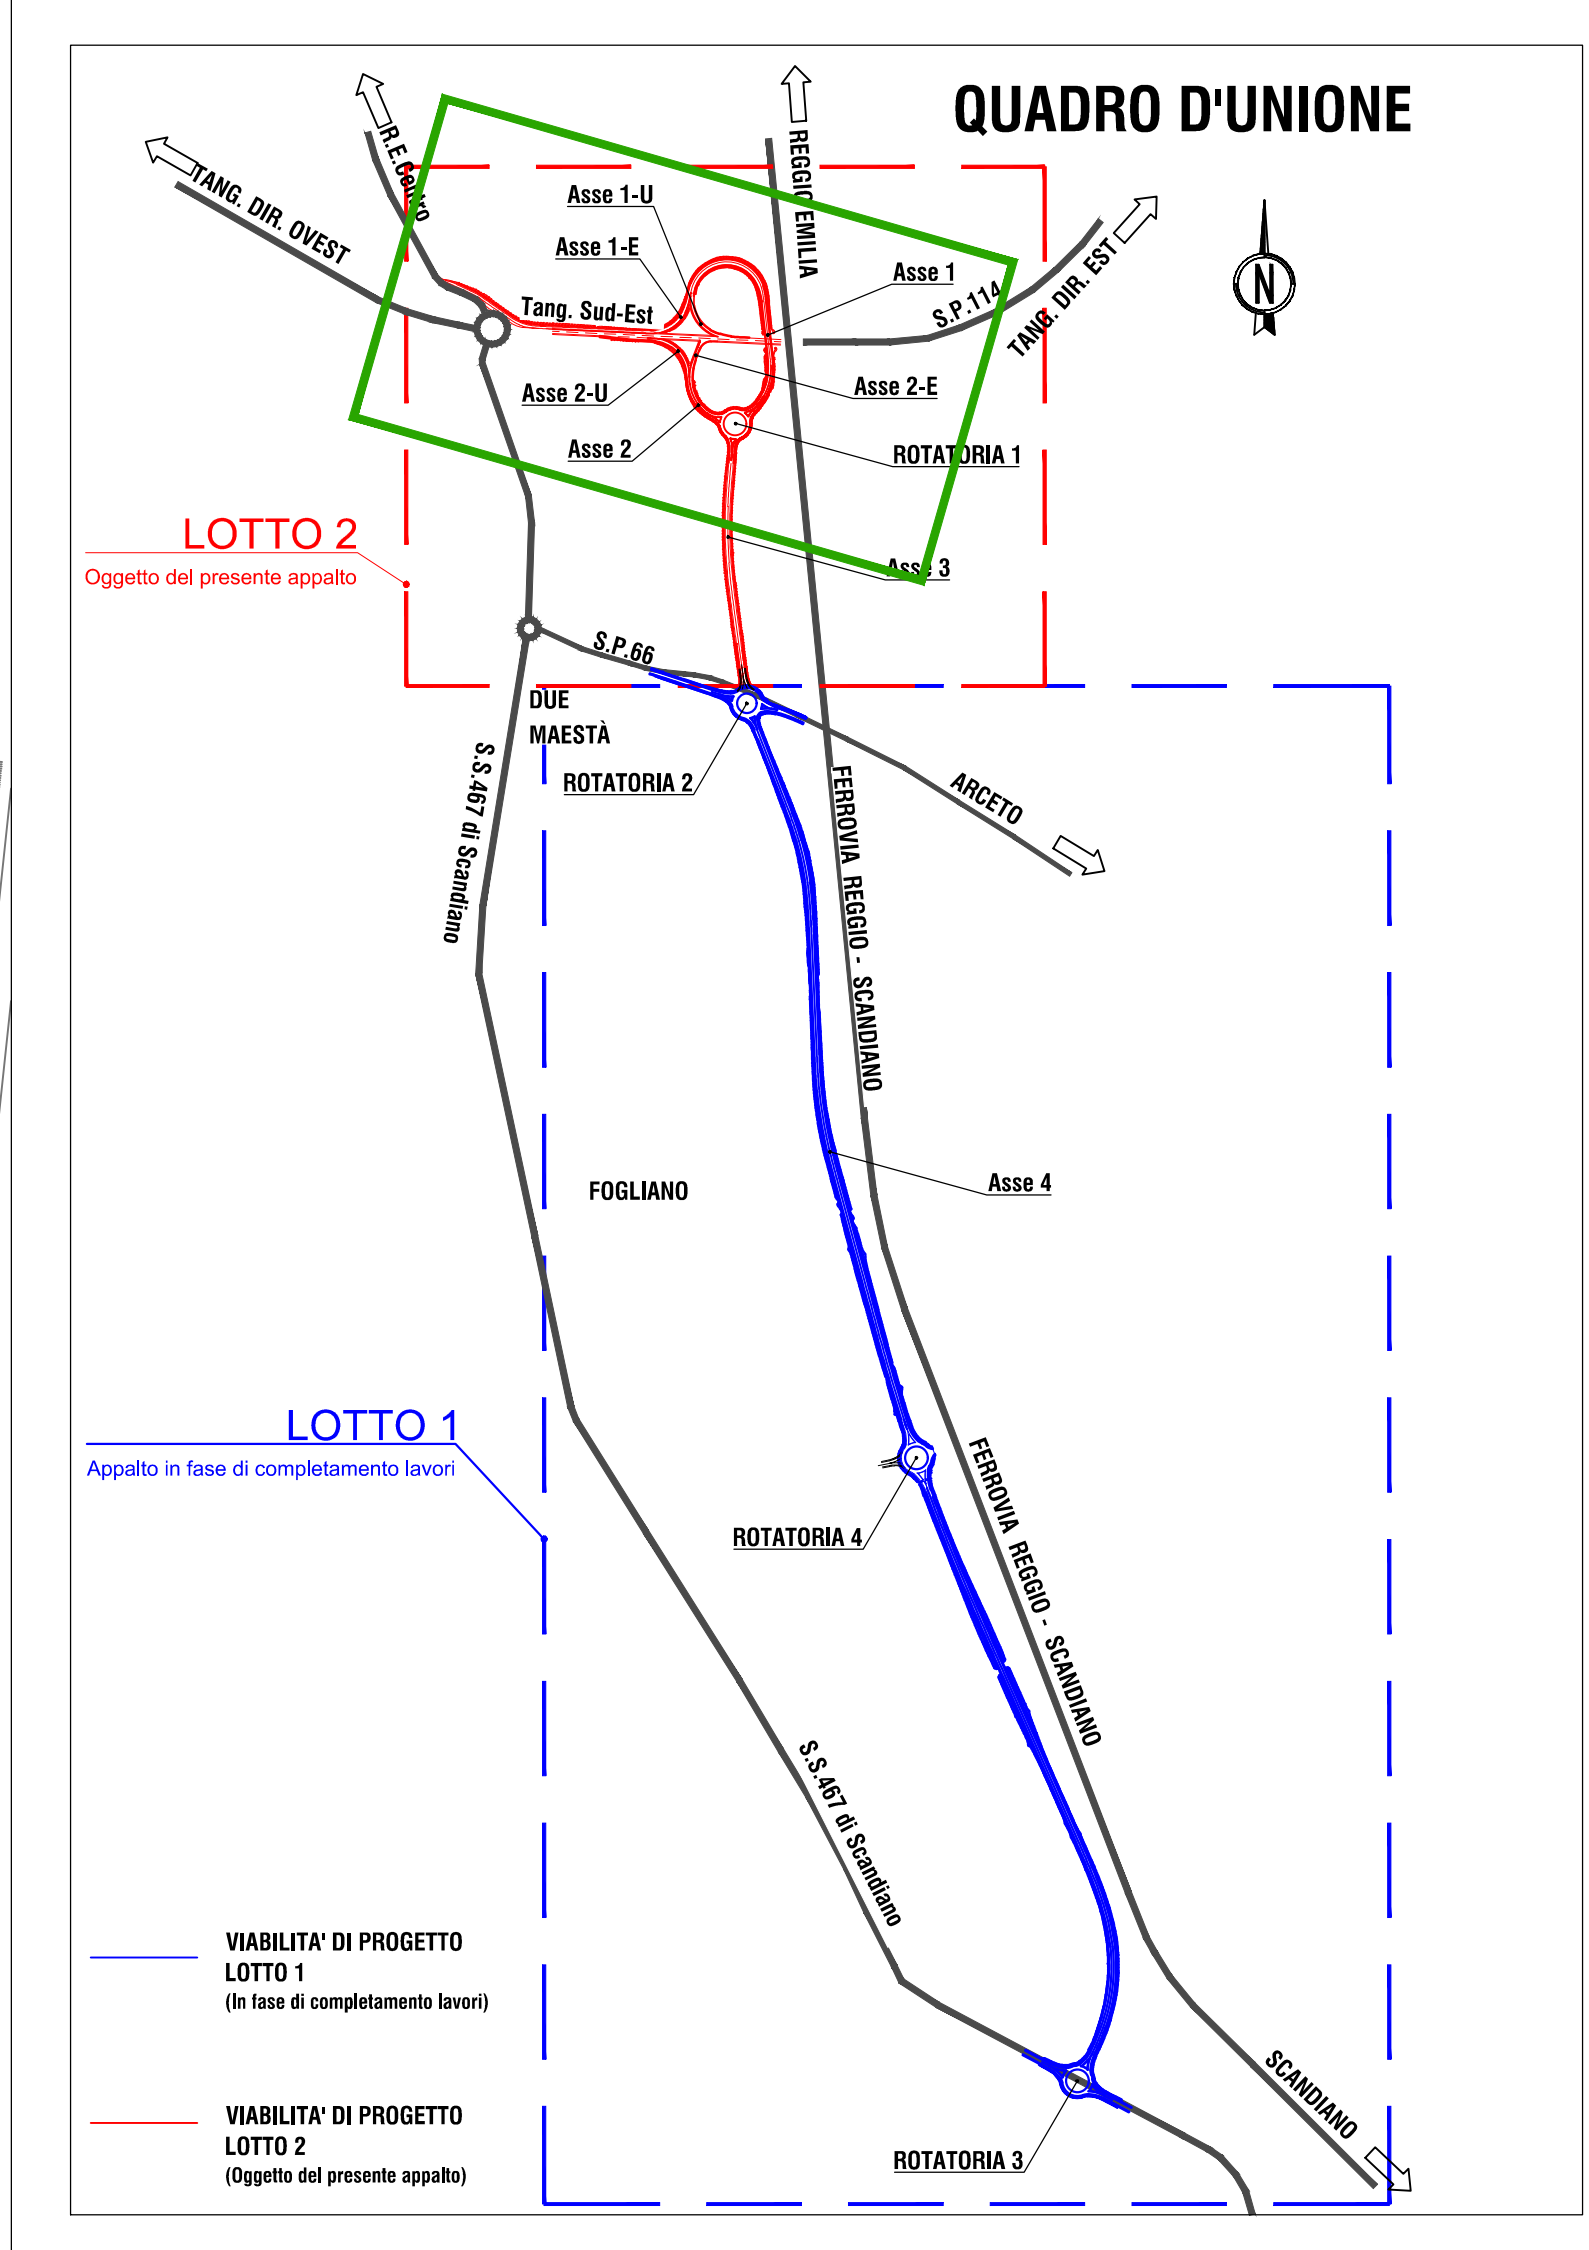 QUADRO D'UNIONE
R.E.Centro
TANG. DIR. OVEST
REGGIO EMILIA
Asse 1-U
Asse 1-E
Asse 1
Tang. Sud-Est
S.P.114
TANG. DIR. EST
N
Asse 2-U
Asse 2-E
Asse 2
ROTATORIA 1
LOTTO 2
Oggetto del presente appalto
Asse 3
S.P.66
DUE
MAESTÀ
ROTATORIA 2
S.S.467 di Scandiano
FERROVIA REGGIO - SCANDIANO
ARCETO
FOGLIANO
Asse 4
LOTTO 1
Appalto in fase di completamento lavori
ROTATORIA 4
FERROVIA REGGIO - SCANDIANO
S.S.467 di Scandiano
VIABILITA' DI PROGETTO
LOTTO 1
(In fase di completamento lavori)
SCANDIANO
VIABILITA' DI PROGETTO
LOTTO 2
(Oggetto del presente appalto)
ROTATORIA 3